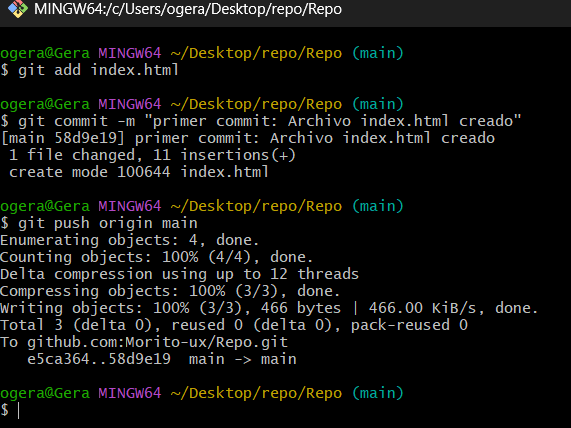 MINGW64:/c/Users/ogera/Desktop/repo/Repo
ogera@Gera MINGW64 ~/Desktop/repo/Repo (main)
$ git add index.html
ogera@Gera MINGW64 ~/Desktop/repo/Repo (main)
$ git commit -m "primer commit: Archivo index.html creado"
[main 58d9e19] primer commit: Archivo index.html creado
 1 file changed, 11 insertions(+)
 create mode 100644 index.html
ogera@Gera MINGW64 ~/Desktop/repo/Repo (main)
$ git push origin main
Enumerating objects: 4, done.
Counting objects: 100% (4/4), done.
Delta compression using up to 12 threads
Compressing objects: 100% (3/3), done.
Writing objects: 100% (3/3), 466 bytes | 466.00 KiB/s, done.
Total 3 (delta 0), reused 0 (delta 0), pack-reused 0
To github.com:Morito-ux/Repo.git
   e5ca364..58d9e19  main -> main
ogera@Gera MINGW64 ~/Desktop/repo/Repo (main)
$